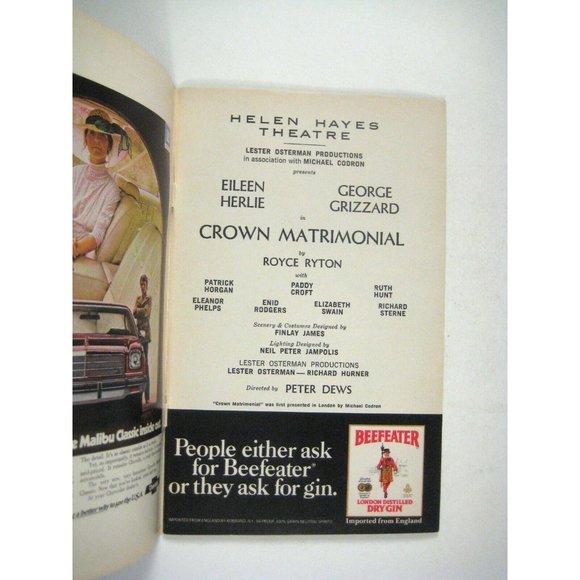 HELEN HAYES
THEATRE
LESTER OSTERMAN PRODUCTIONS
in association with MICHAEL CODRON
presents
EILEEN HERLIE
GEORGE GRIZZARD
in
CROWN MATRIMONIAL
by
ROYCE RYTON
with
PATRICK HORGAN
PADDY CROFT
RUTH HUNT
ELEANOR PHELPS
ENID RODGERS
ELIZABETH SWAIN
RICHARD STERNE
Scenery & Costumes Designed by
FINLAY JAMES
Lighting Designed by
NEIL PETER JAMPOLIS
LESTER OSTERMAN PRODUCTIONS
LESTER OSTERMAN — RICHARD HORNER
Directed by PETER DEWS
"Crown Matrimonial" was first presented in London by Michael Codron
People either ask
for Beefeater®
or they ask for gin.
BEEFEATER
LONDON DISTILLED
DRY GIN
Imported from England
Malibu Classic inside